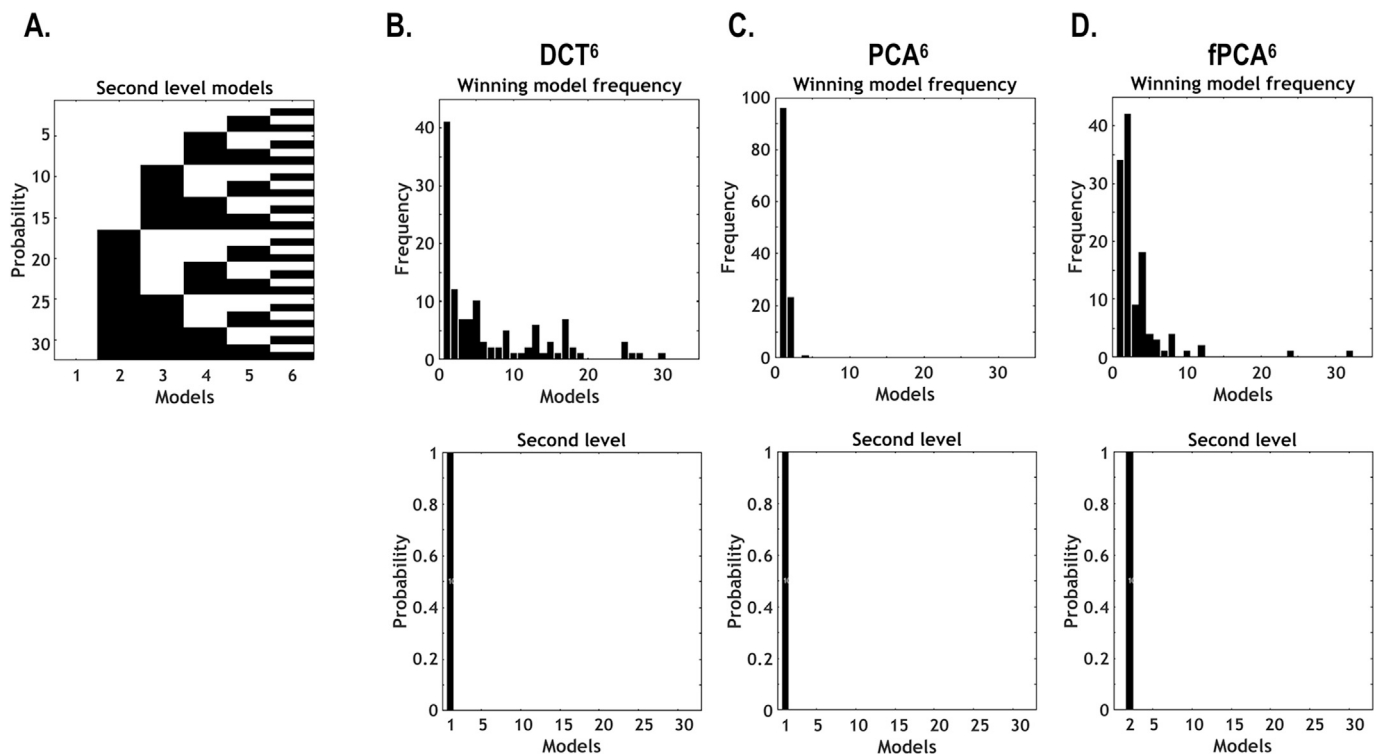 A.
B.
C.
D.
DCT⁶
PCA⁶
fPCA⁶
Second level models
Winning model frequency
Winning model frequency
Winning model frequency
Probability
5
10
15
20
25
30
1 2 3 4 5 6
Models
Frequency
40
30
20
10
0
0 10 20 30
Models
Frequency
100
80
60
40
20
0
0 10 20 30
Models
Frequency
40
30
20
10
0
0 10 20 30
Models
Second level
Probability
1
0.8
0.6
0.4
0.2
0
1 5 10 15 20 25 30
Models
Second level
Probability
1
0.8
0.6
0.4
0.2
0
1 5 10 15 20 25 30
Models
Second level
Probability
1
0.8
0.6
0.4
0.2
0
2 5 10 15 20 25 30
Models